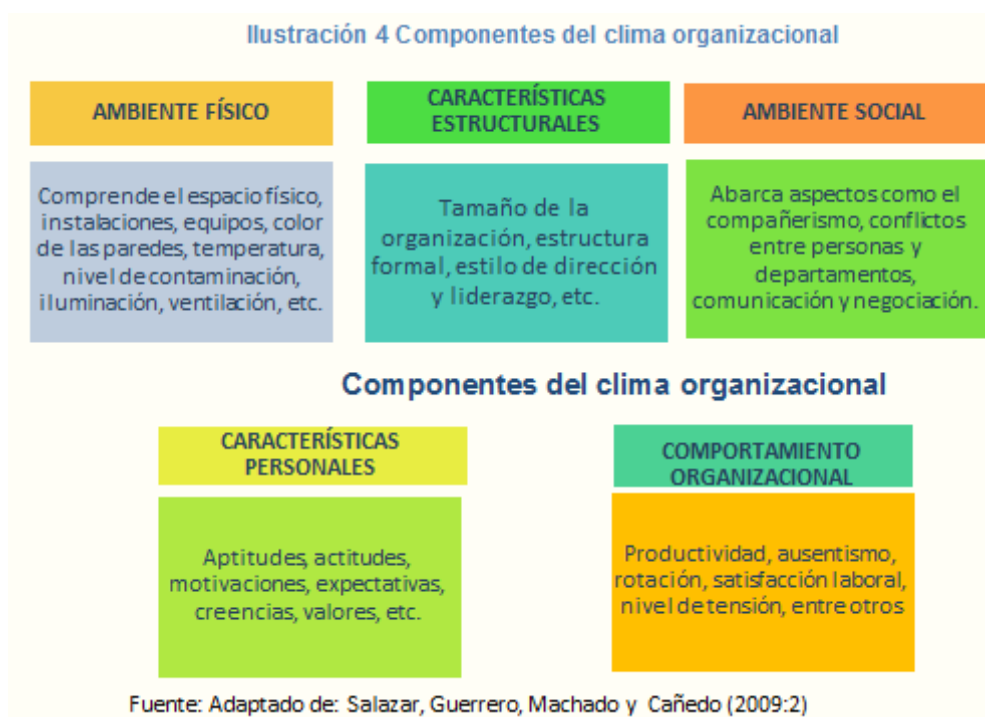 Ilustración 4 Componentes del clima organizacional
AMBIENTE FÍSICO
Comprende el espacio físico,
instalaciones, equipos, color
de las paredes, temperatura,
nivel de contaminación,
iluminación, ventilación, etc.
CARACTERÍSTICAS
ESTRUCTURALES
Tamaño de la
organización, estructura
formal, estilo de dirección
y liderazgo, etc.
AMBIENTE SOCIAL
Abarca aspectos como el
compañerismo, conflictos
entre personas y
departamentos,
comunicación y negociación.
Componentes del clima organizacional
CARACTERÍSTICAS
PERSONALES
Aptitudes, actitudes,
motivaciones, expectativas,
creencias, valores, etc.
COMPORTAMIENTO
ORGANIZACIONAL
Productividad, ausentismo,
rotación, satisfacción laboral,
nivel de tensión, entre otros
Fuente: Adaptado de: Salazar, Guerrero, Machado y Cañedo (2009:2)